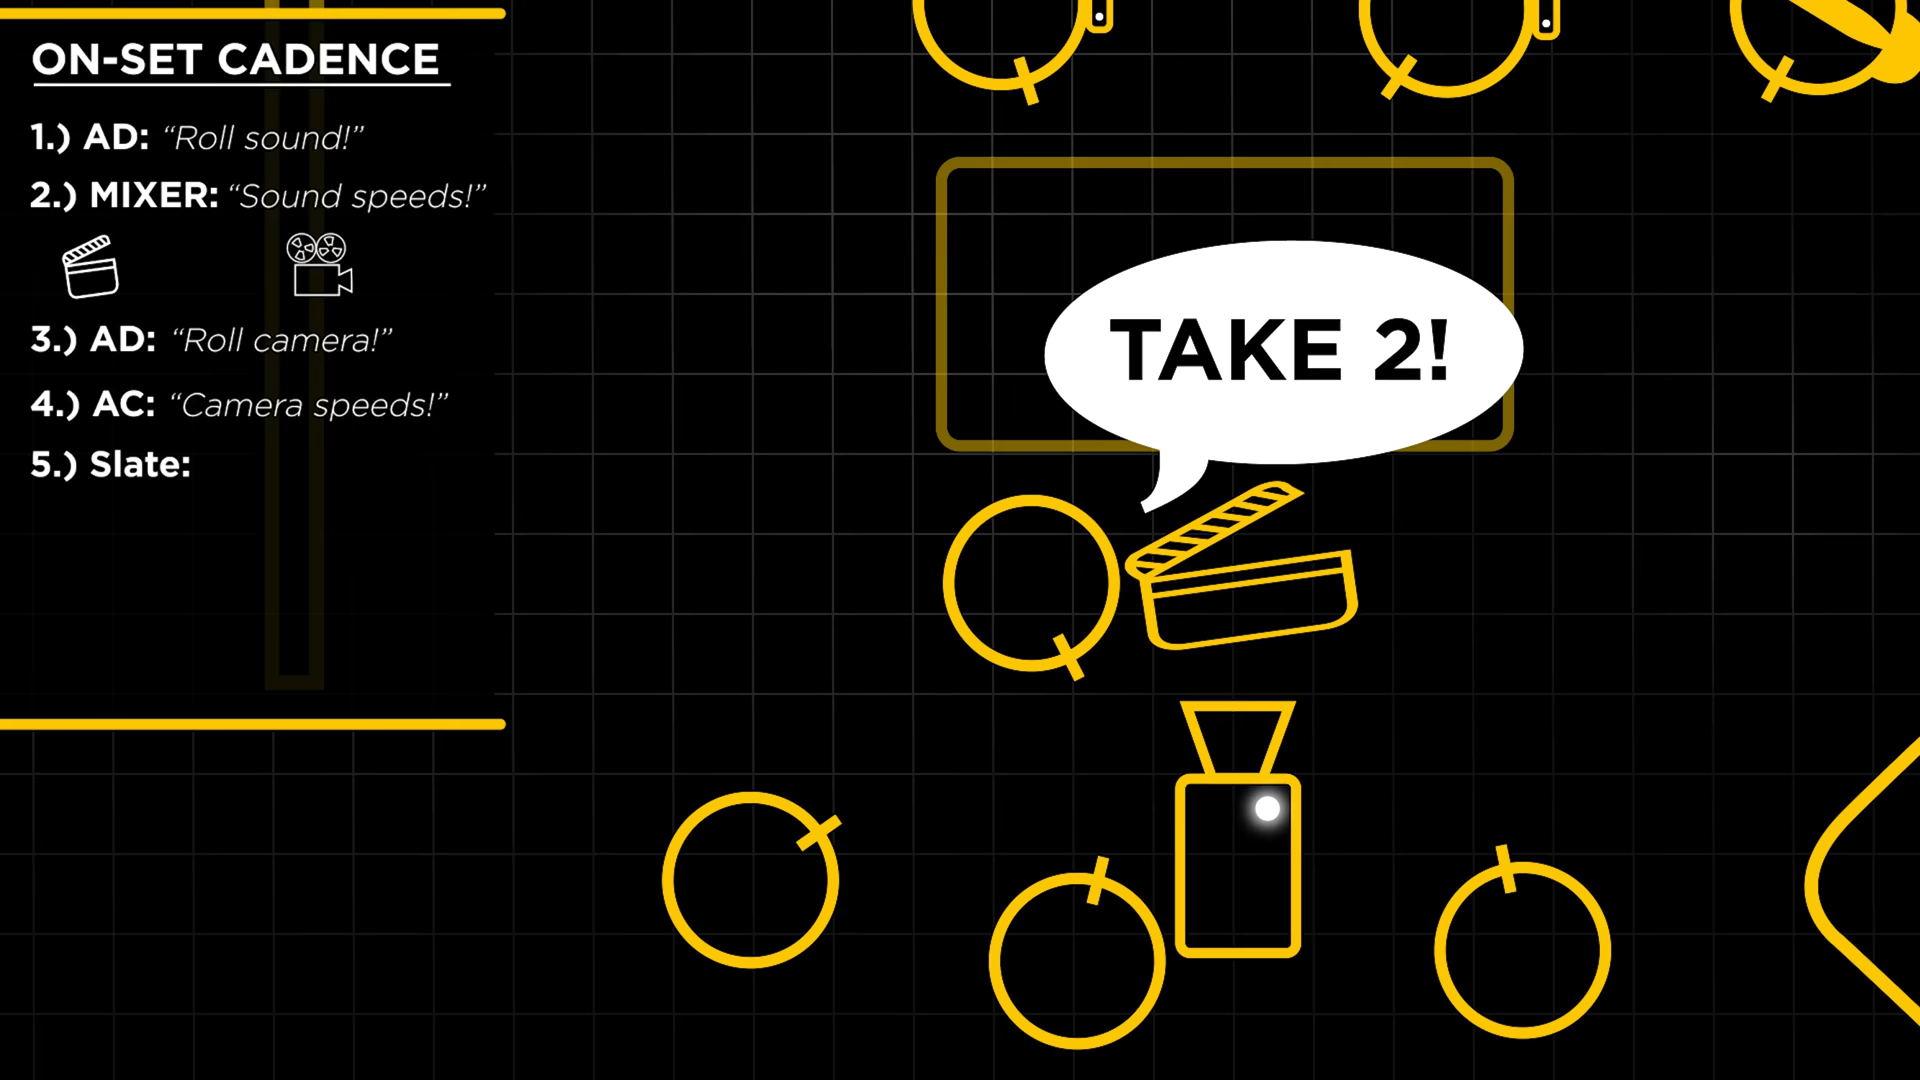 ON-SET CADENCE
1.) AD: “Roll sound!”
2.) MIXER: “Sound speeds!”
3.) AD: “Roll camera!”
4.) AC: “Camera speeds!”
5.) Slate:
TAKE 2!